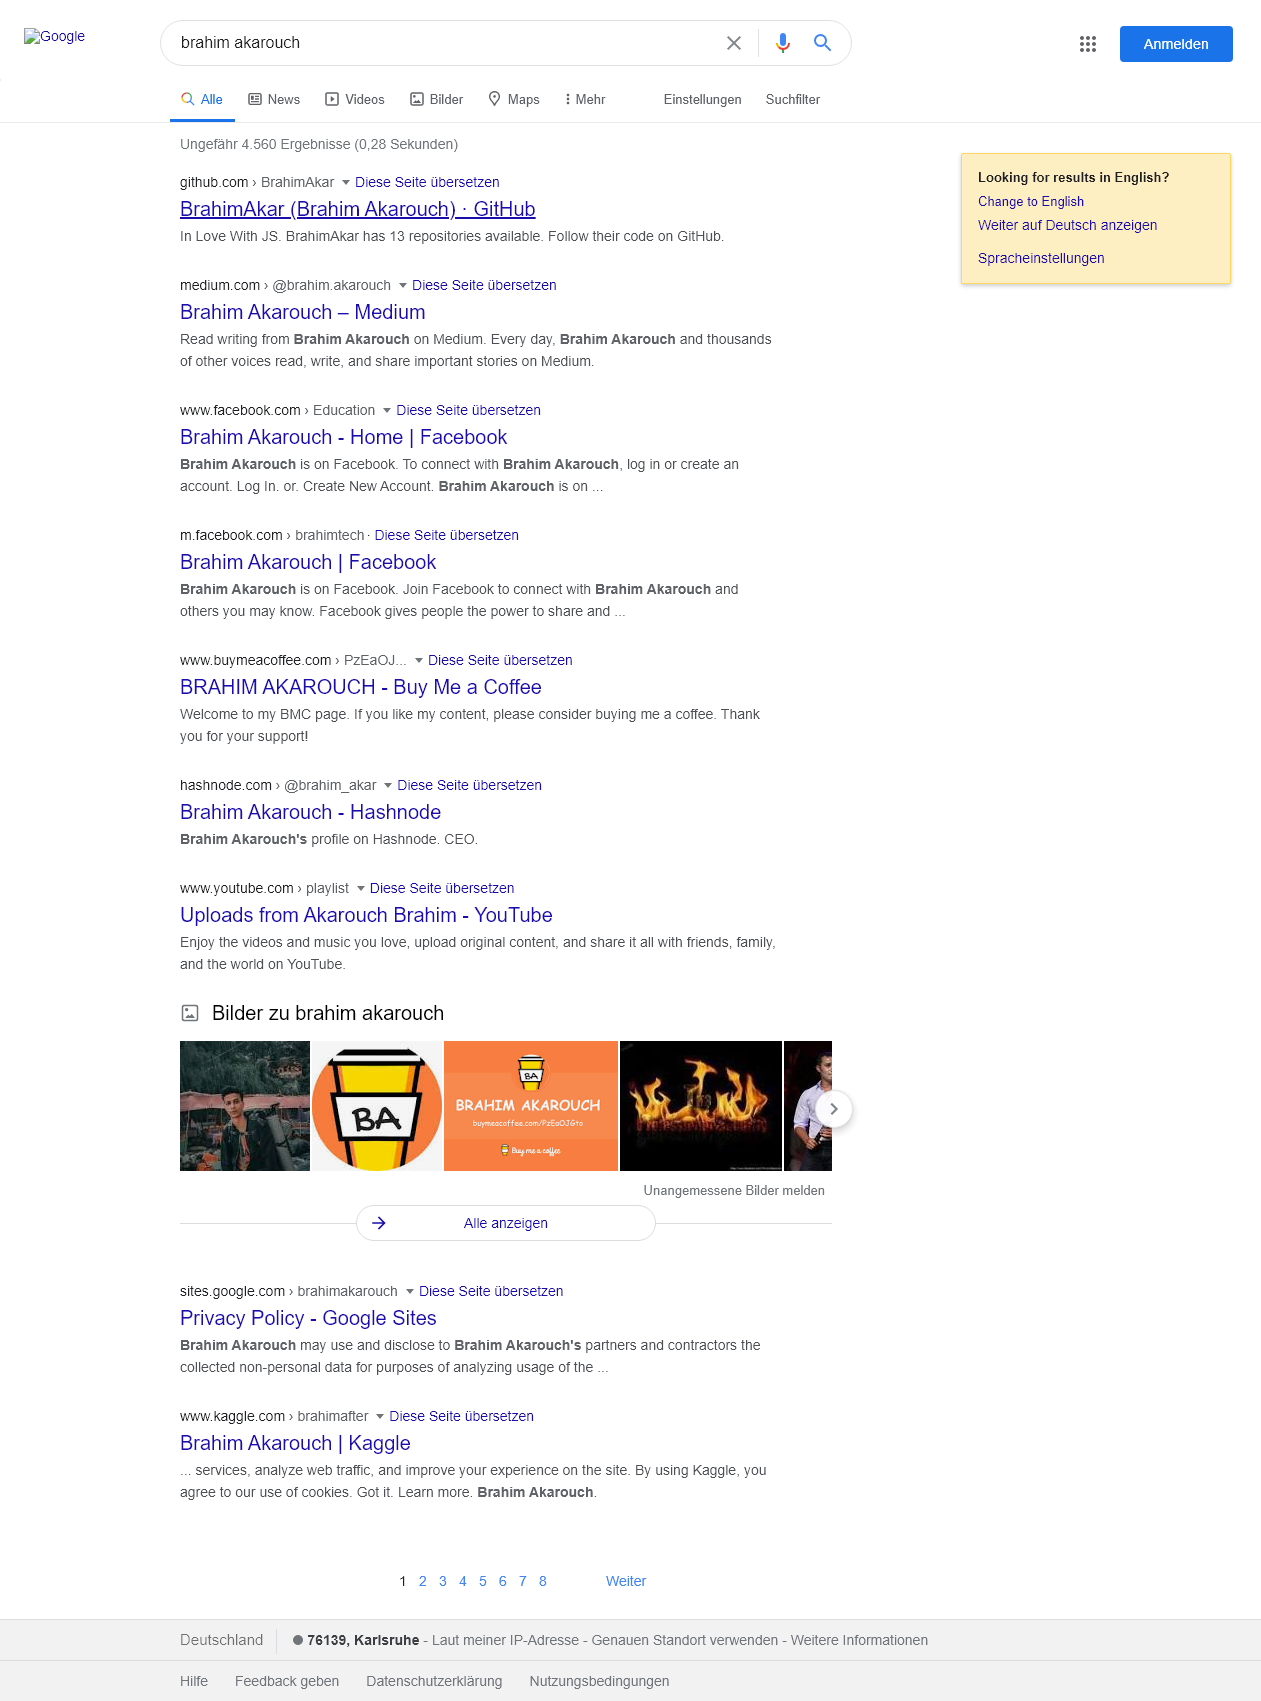 Google
brahim akarouch
Anmelden
Alle News Videos Bilder Maps Mehr Einstellungen Suchfilter
Ungefähr 4.560 Ergebnisse (0,28 Sekunden)
Looking for results in English?
Change to English
Weiter auf Deutsch anzeigen
Spracheinstellungen
github.com › BrahimAkar Diese Seite übersetzen
BrahimAkar (Brahim Akarouch) · GitHub
In Love With JS. BrahimAkar has 13 repositories available. Follow their code on GitHub.
medium.com › @brahim.akarouch Diese Seite übersetzen
Brahim Akarouch – Medium
Read writing from Brahim Akarouch on Medium. Every day, Brahim Akarouch and thousands
of other voices read, write, and share important stories on Medium.
www.facebook.com › Education Diese Seite übersetzen
Brahim Akarouch - Home | Facebook
Brahim Akarouch is on Facebook. To connect with Brahim Akarouch, log in or create an
account. Log In. or. Create New Account. Brahim Akarouch is on ...
m.facebook.com › brahimtech · Diese Seite übersetzen
Brahim Akarouch | Facebook
Brahim Akarouch is on Facebook. Join Facebook to connect with Brahim Akarouch and
others you may know. Facebook gives people the power to share and ...
www.buymeacoffee.com › PzEaOJ... Diese Seite übersetzen
BRAHIM AKAROUCH - Buy Me a Coffee
Welcome to my BMC page. If you like my content, please consider buying me a coffee. Thank
you for your support!
hashnode.com › @brahim_akar Diese Seite übersetzen
Brahim Akarouch - Hashnode
Brahim Akarouch's profile on Hashnode. CEO.
www.youtube.com › playlist Diese Seite übersetzen
Uploads from Akarouch Brahim - YouTube
Enjoy the videos and music you love, upload original content, and share it all with friends, family,
and the world on YouTube.
Bilder zu brahim akarouch
BA
BA
BRAHIM AKAROUCH
buymeacoffee.com/PzEaOJGto
Buy me a coffee
Unangemessene Bilder melden
Alle anzeigen
sites.google.com › brahimakarouch Diese Seite übersetzen
Privacy Policy - Google Sites
Brahim Akarouch may use and disclose to Brahim Akarouch's partners and contractors the
collected non-personal data for purposes of analyzing usage of the ...
www.kaggle.com › brahimafter Diese Seite übersetzen
Brahim Akarouch | Kaggle
... services, analyze web traffic, and improve your experience on the site. By using Kaggle, you
agree to our use of cookies. Got it. Learn more. Brahim Akarouch.
1 2 3 4 5 6 7 8 Weiter
Deutschland 76139, Karlsruhe - Laut meiner IP-Adresse - Genauen Standort verwenden - Weitere Informationen
Hilfe Feedback geben Datenschutzerklärung Nutzungsbedingungen